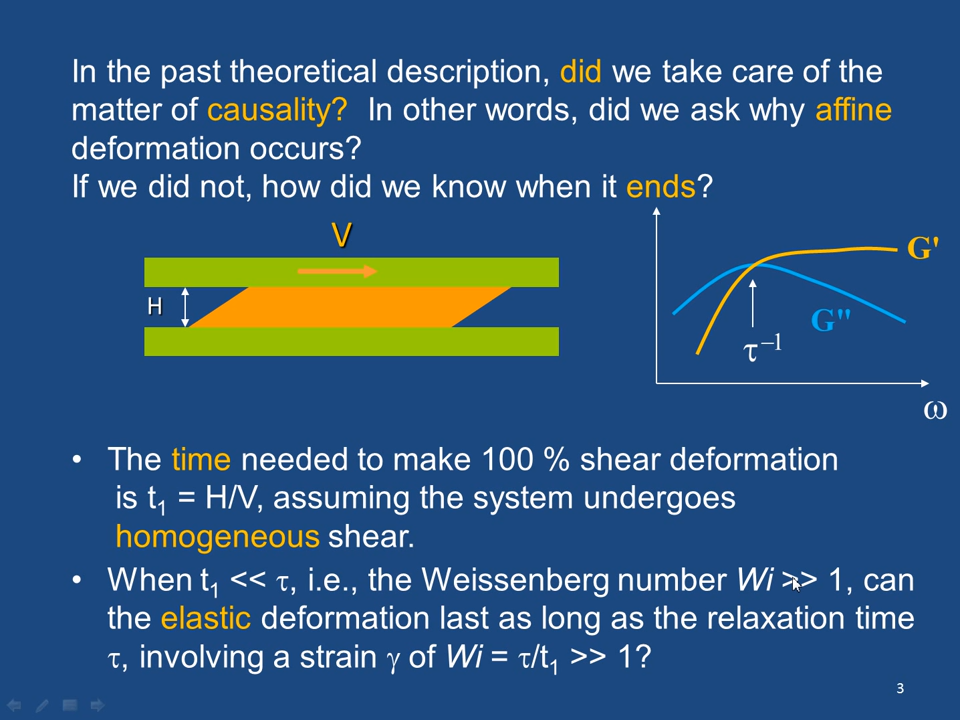 In the past theoretical description, did we take care of the
matter of causality? In other words, did we ask why affine
deformation occurs?
If we did not, how did we know when it ends?
V
H
G'
G"
τ⁻¹
ω
• The time needed to make 100 % shear deformation
is t₁ = H/V, assuming the system undergoes
homogeneous shear.
• When t₁ << τ, i.e., the Weissenberg number Wi >> 1, can
the elastic deformation last as long as the relaxation time
τ, involving a strain γ of Wi = τ/t₁ >> 1?
3